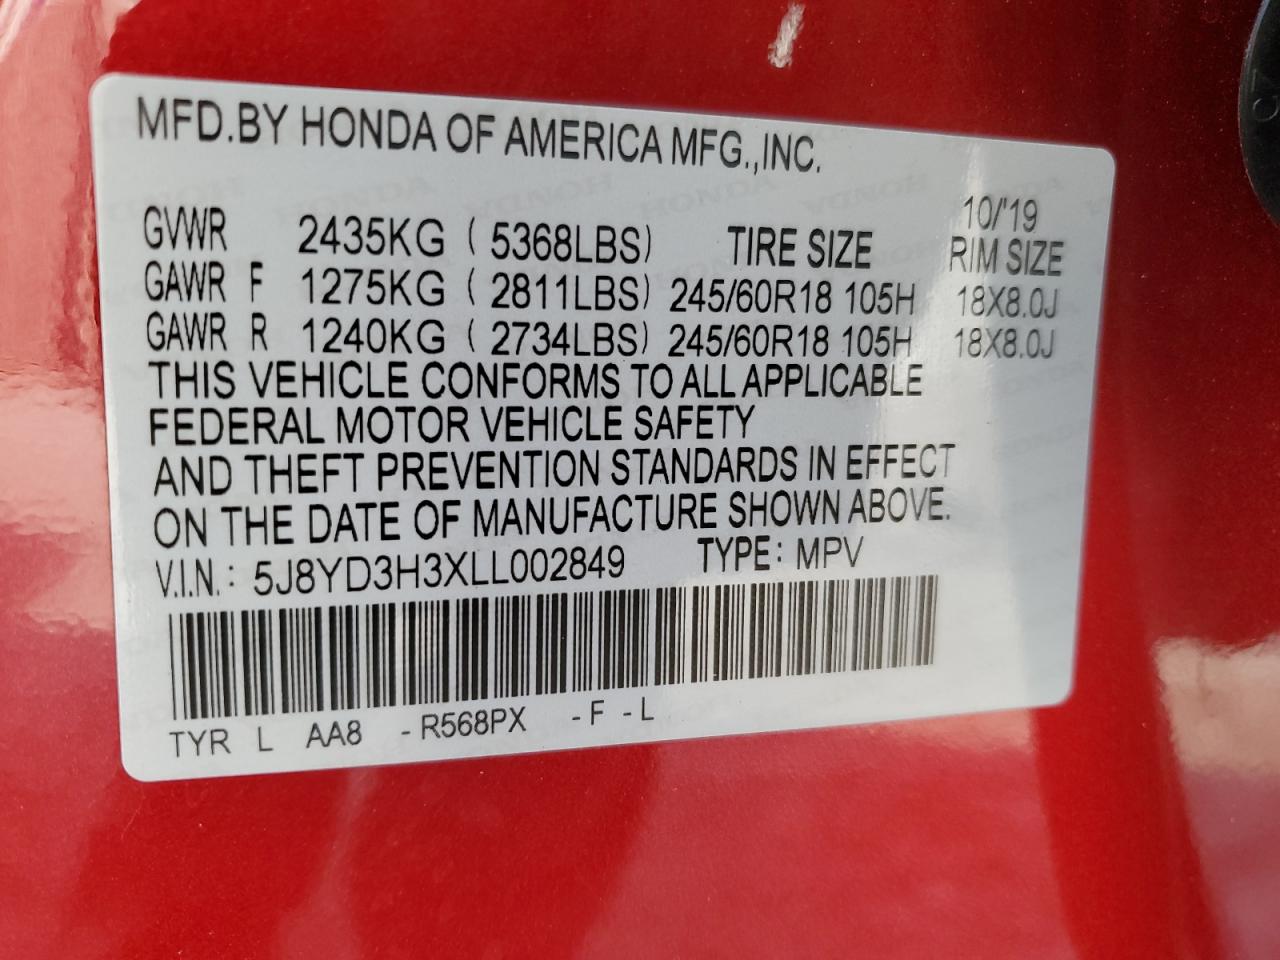 MFD.BY HONDA OF AMERICA MFG.,INC.
10/'19
GVWR 2435KG ( 5368LBS) TIRE SIZE RIM SIZE
GAWR F 1275KG ( 2811LBS) 245/60R18 105H 18X8.0J
GAWR R 1240KG ( 2734LBS) 245/60R18 105H 18X8.0J
THIS VEHICLE CONFORMS TO ALL APPLICABLE
FEDERAL MOTOR VEHICLE SAFETY
AND THEFT PREVENTION STANDARDS IN EFFECT
ON THE DATE OF MANUFACTURE SHOWN ABOVE.
V.I.N.: 5J8YD3H3XLL002849 TYPE: MPV
TYR L AA8 -R568PX -F -L